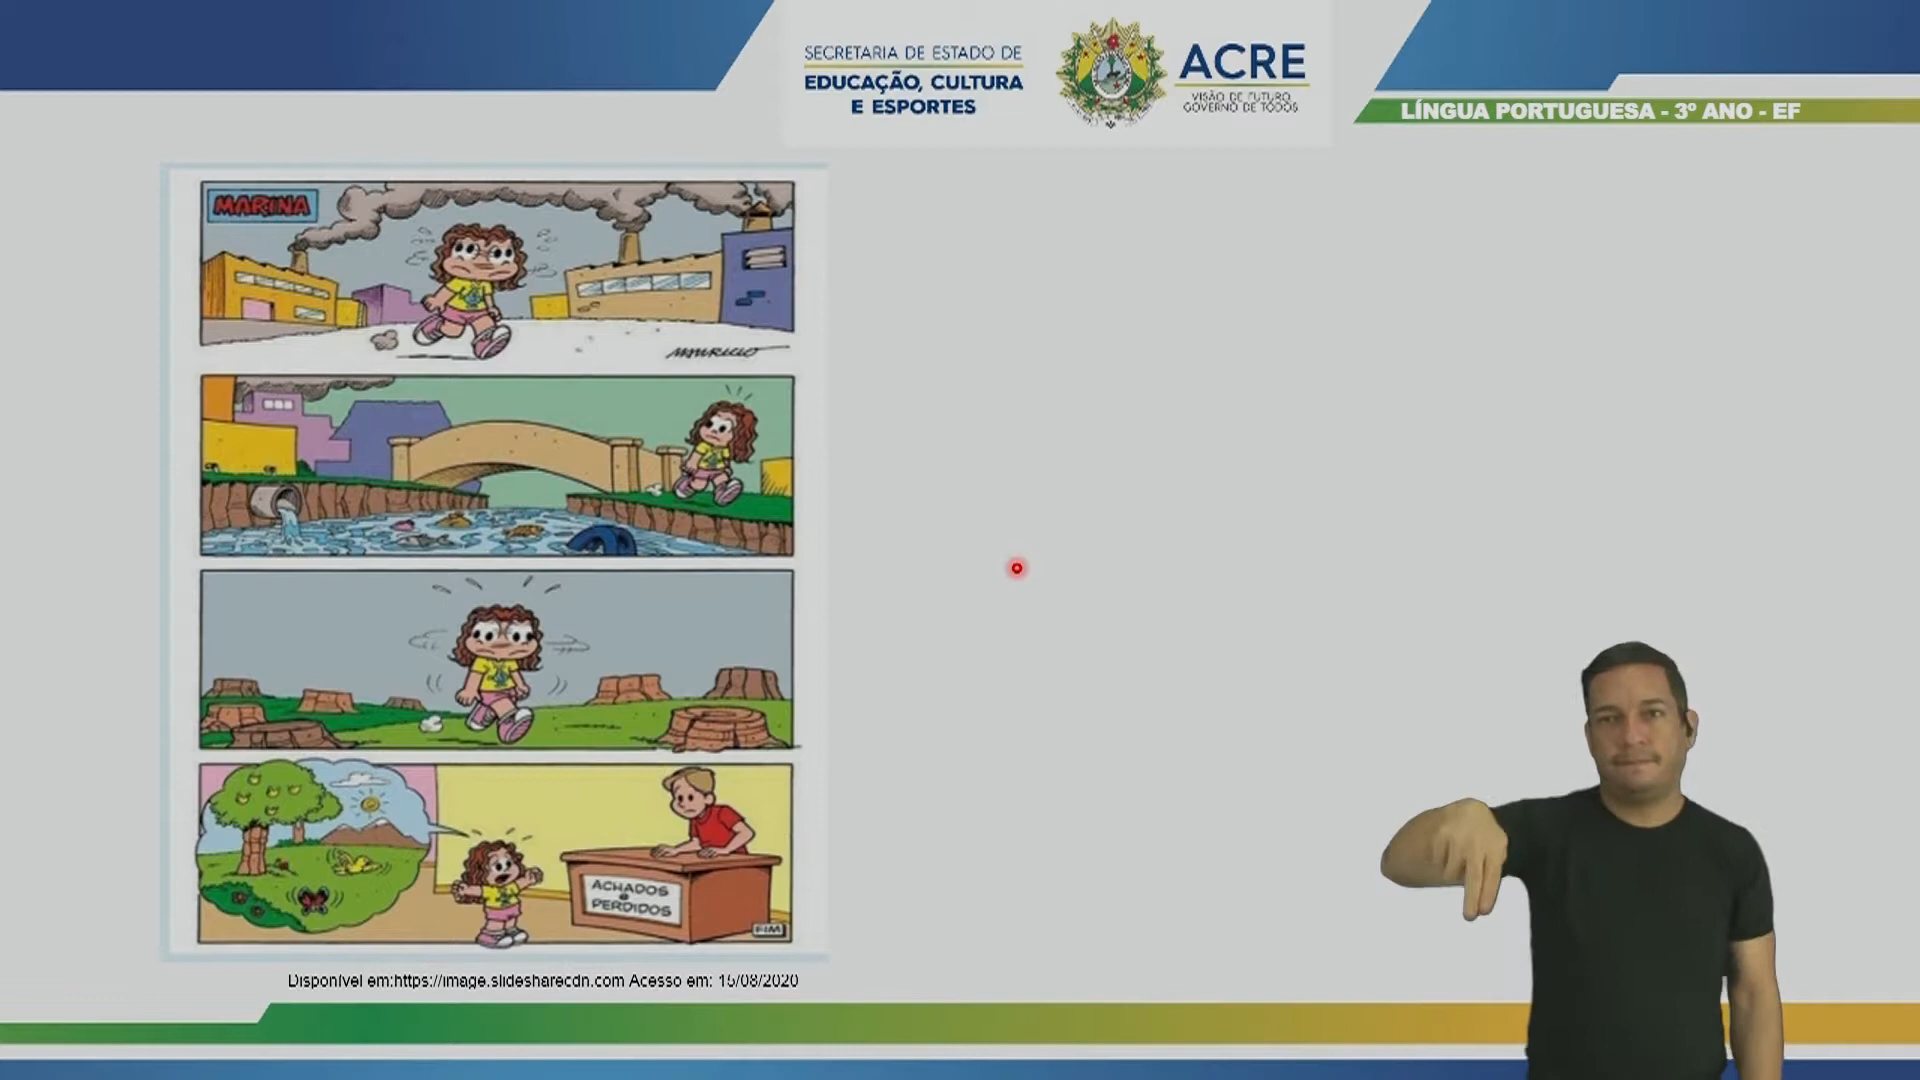 SECRETARIA DE ESTADO DE
EDUCAÇÃO, CULTURA
E ESPORTES
ACRE
VISÃO DE FUTURO,
GOVERNO DE TODOS
LÍNGUA PORTUGUESA - 3º ANO - EF
MARINA
MAURICIO
ACHADOS
e
PERDIDOS
FIM
Disponível em:https://image.slidesharecdn.com Acesso em: 15/08/2020